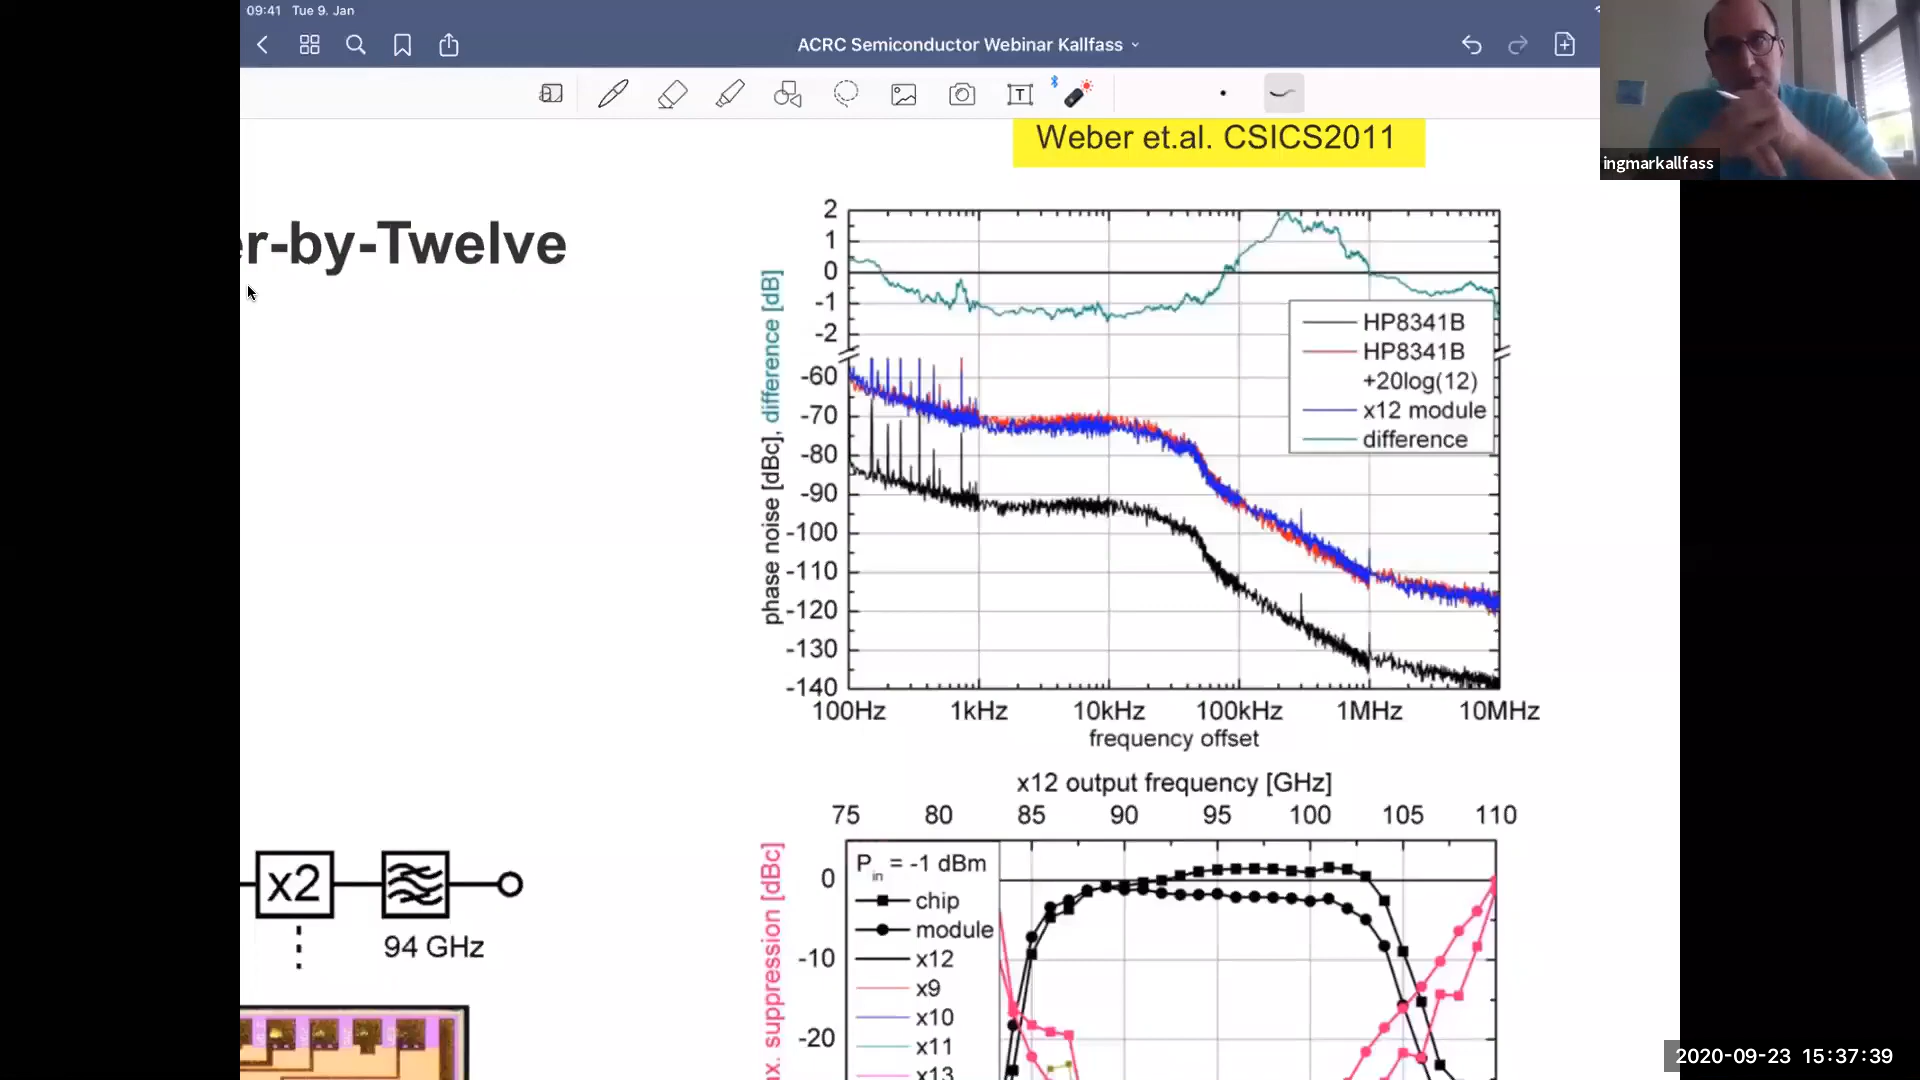 09:41 Tue 9. Jan
ACRC Semiconductor Webinar Kallfass
T
ingmarkallfass
Weber et.al. CSICS2011
er-by-Twelve
2
1
0
-1
-2
-60
-70
-80
-90
-100
-110
-120
-130
-140
phase noise [dBc], difference [dB]
HP8341B
HP8341B
+20log(12)
x12 module
difference
100Hz 1kHz 10kHz 100kHz 1MHz 10MHz
frequency offset
x12 output frequency [GHz]
75 80 85 90 95 100 105 110
0
-10
-20
x. suppression [dBc]
Pin = -1 dBm
chip
module
x12
x9
x10
x11
x13
x2
94 GHz
2020-09-23 15:37:39